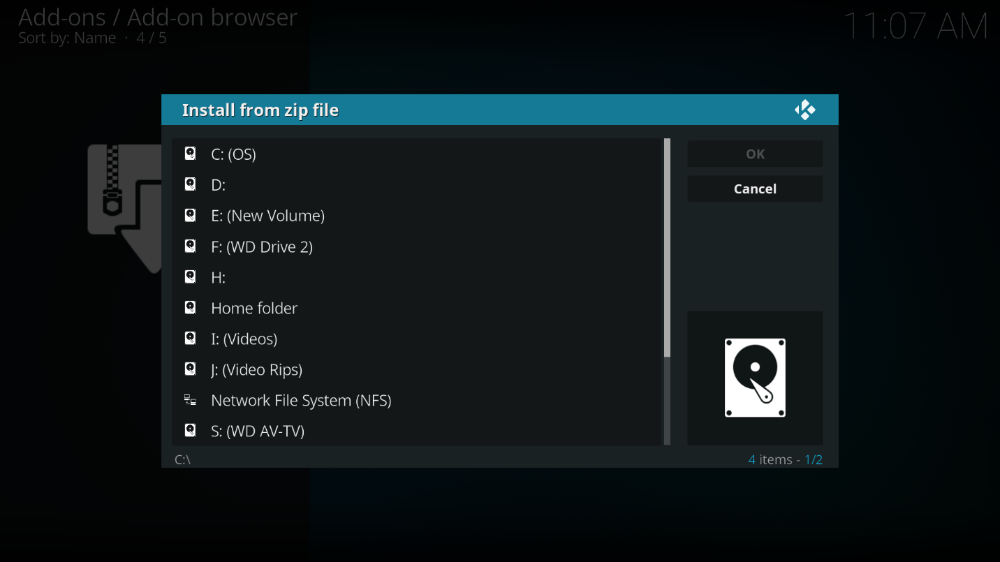 Add-ons / Add-on browser
Sort by: Name · 4 / 5
11:07 AM
Install from zip file
C: (OS)
D:
E: (New Volume)
F: (WD Drive 2)
H:
Home folder
I: (Videos)
J: (Video Rips)
Network File System (NFS)
S: (WD AV-TV)
OK
Cancel
C:\
4 items - 1/2